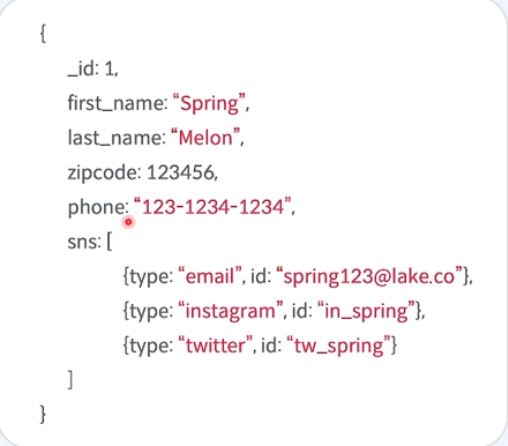 {
_id: 1,
first_name: “Spring”,
last_name: “Melon”,
zipcode: 123456,
phone: “123-1234-1234”,
sns: [
{type: “email”, id: “spring123@lake.co”},
{type: “instagram”, id: “in_spring”},
{type: “twitter”, id: “tw_spring”}
]
}